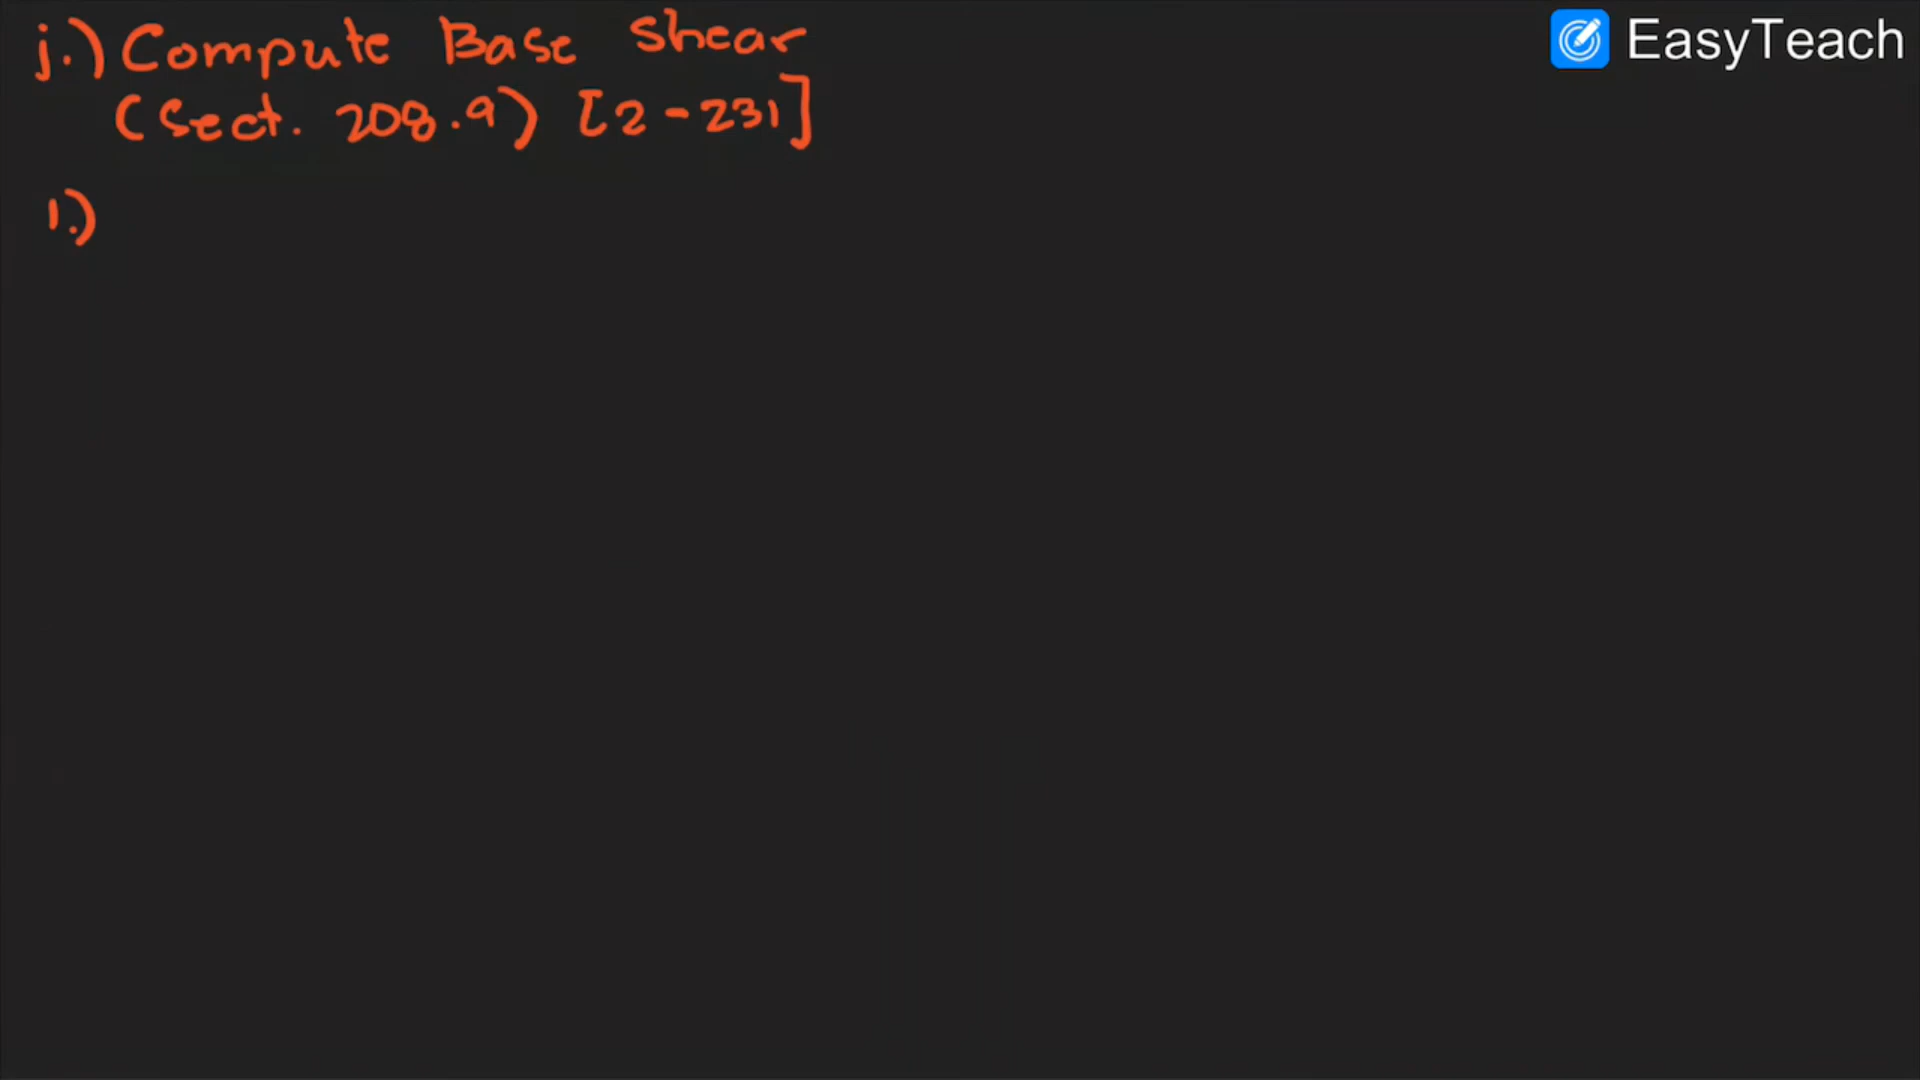 j.) Compute Base Shear
(Sect. 208.9) [2-231]
1.)
EasyTeach